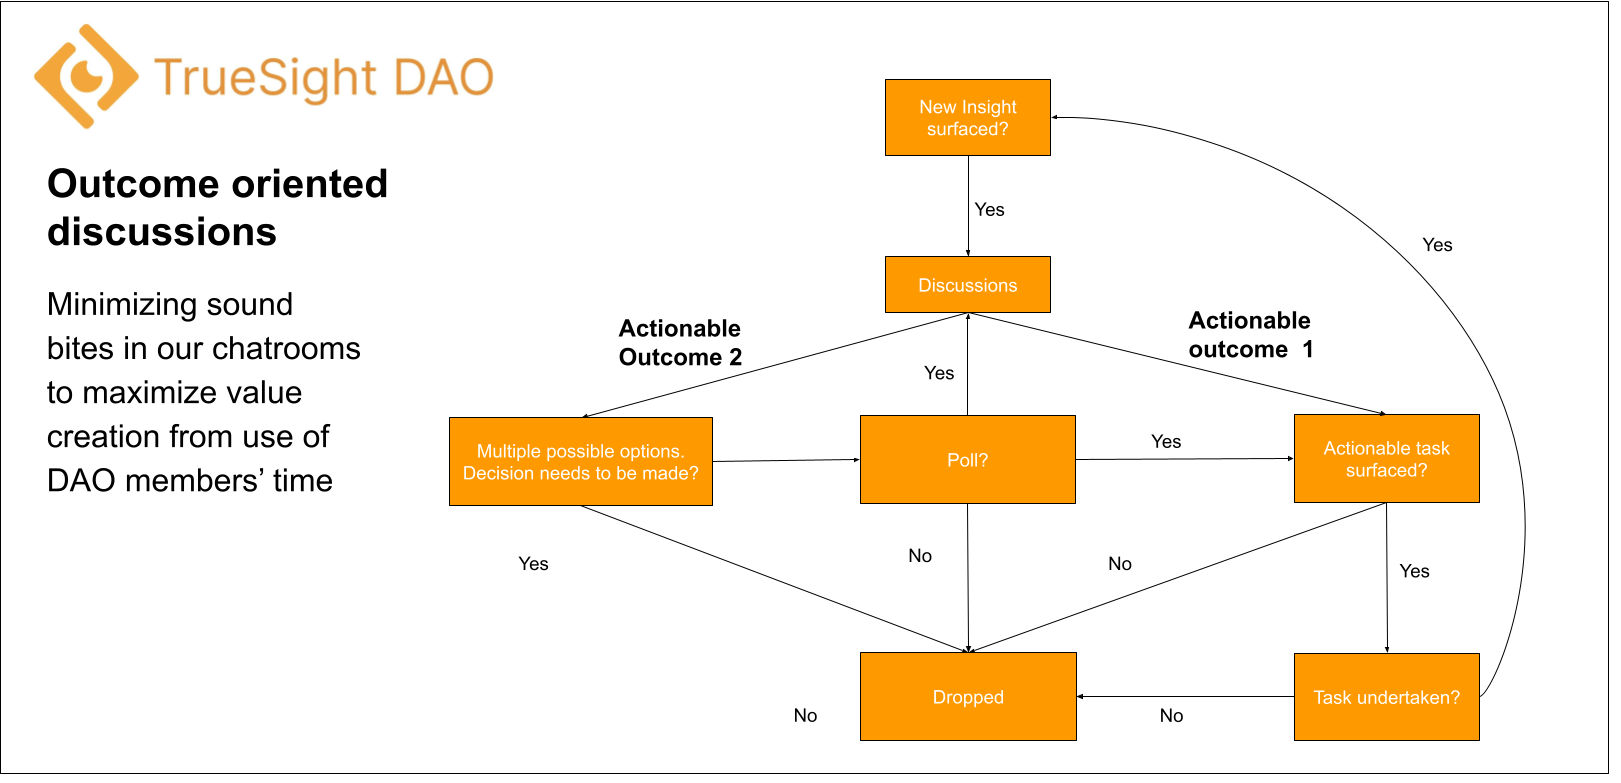 TrueSight DAO
Outcome oriented
discussions
Minimizing sound
bites in our chatrooms
to maximize value
creation from use of
DAO members’ time
New Insight
surfaced?
Yes
Yes
Discussions
Actionable
Outcome 2
Actionable
outcome  1
Yes
Multiple possible options.
Decision needs to be made?
Poll?
Yes
Actionable task
surfaced?
Yes
No
No
Yes
Dropped
Task undertaken?
No
No